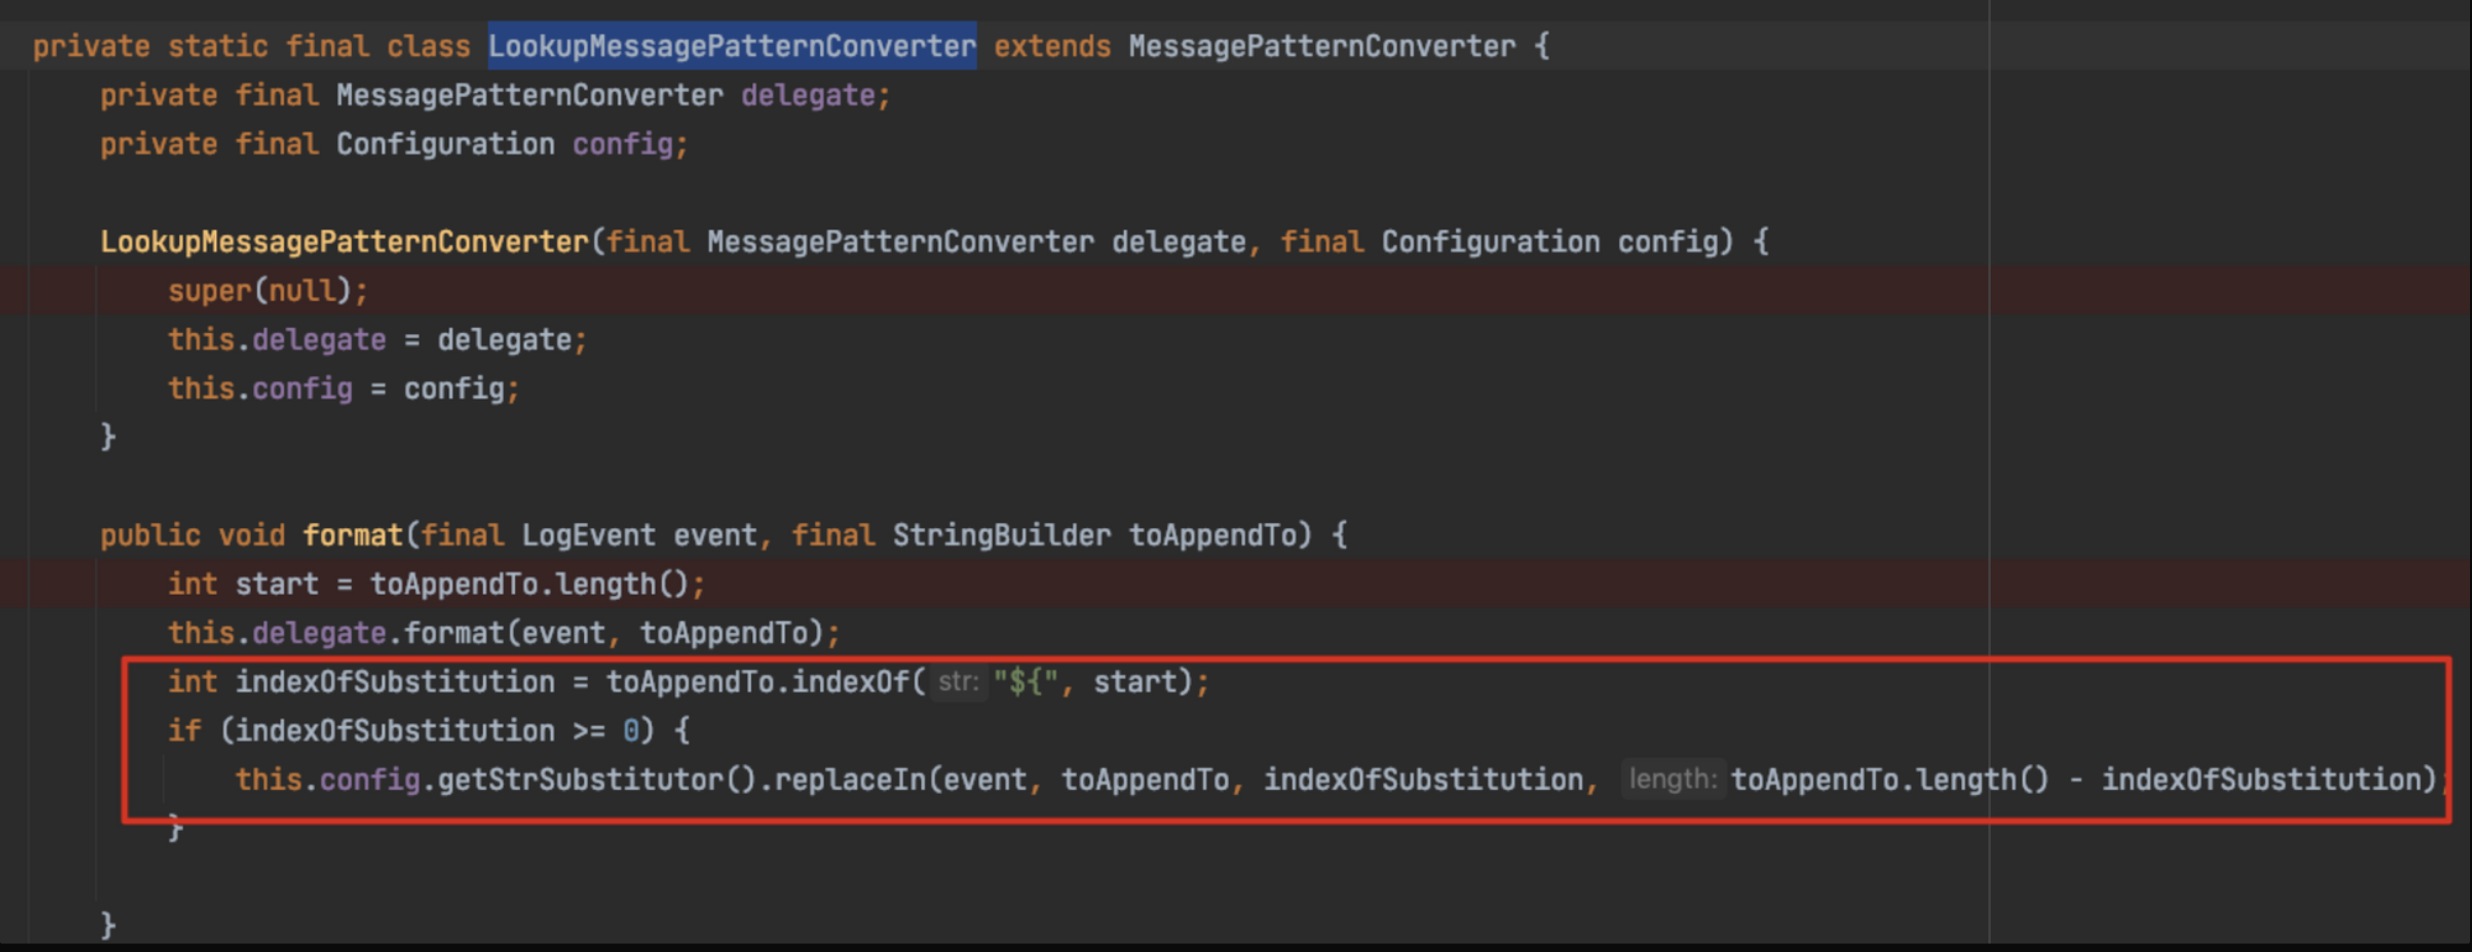 private static final class LookupMessagePatternConverter extends MessagePatternConverter {
private final MessagePatternConverter delegate;
private final Configuration config;
LookupMessagePatternConverter(final MessagePatternConverter delegate, final Configuration config) {
super(null);
this.delegate = delegate;
this.config = config;
}
public void format(final LogEvent event, final StringBuilder toAppendTo) {
int start = toAppendTo.length();
this.delegate.format(event, toAppendTo);
int indexOfSubstitution = toAppendTo.indexOf( str: "${", start);
if (indexOfSubstitution >= 0) {
this.config.getStrSubstitutor().replaceIn(event, toAppendTo, indexOfSubstitution, length: toAppendTo.length() - indexOfSubstitution);
}
}